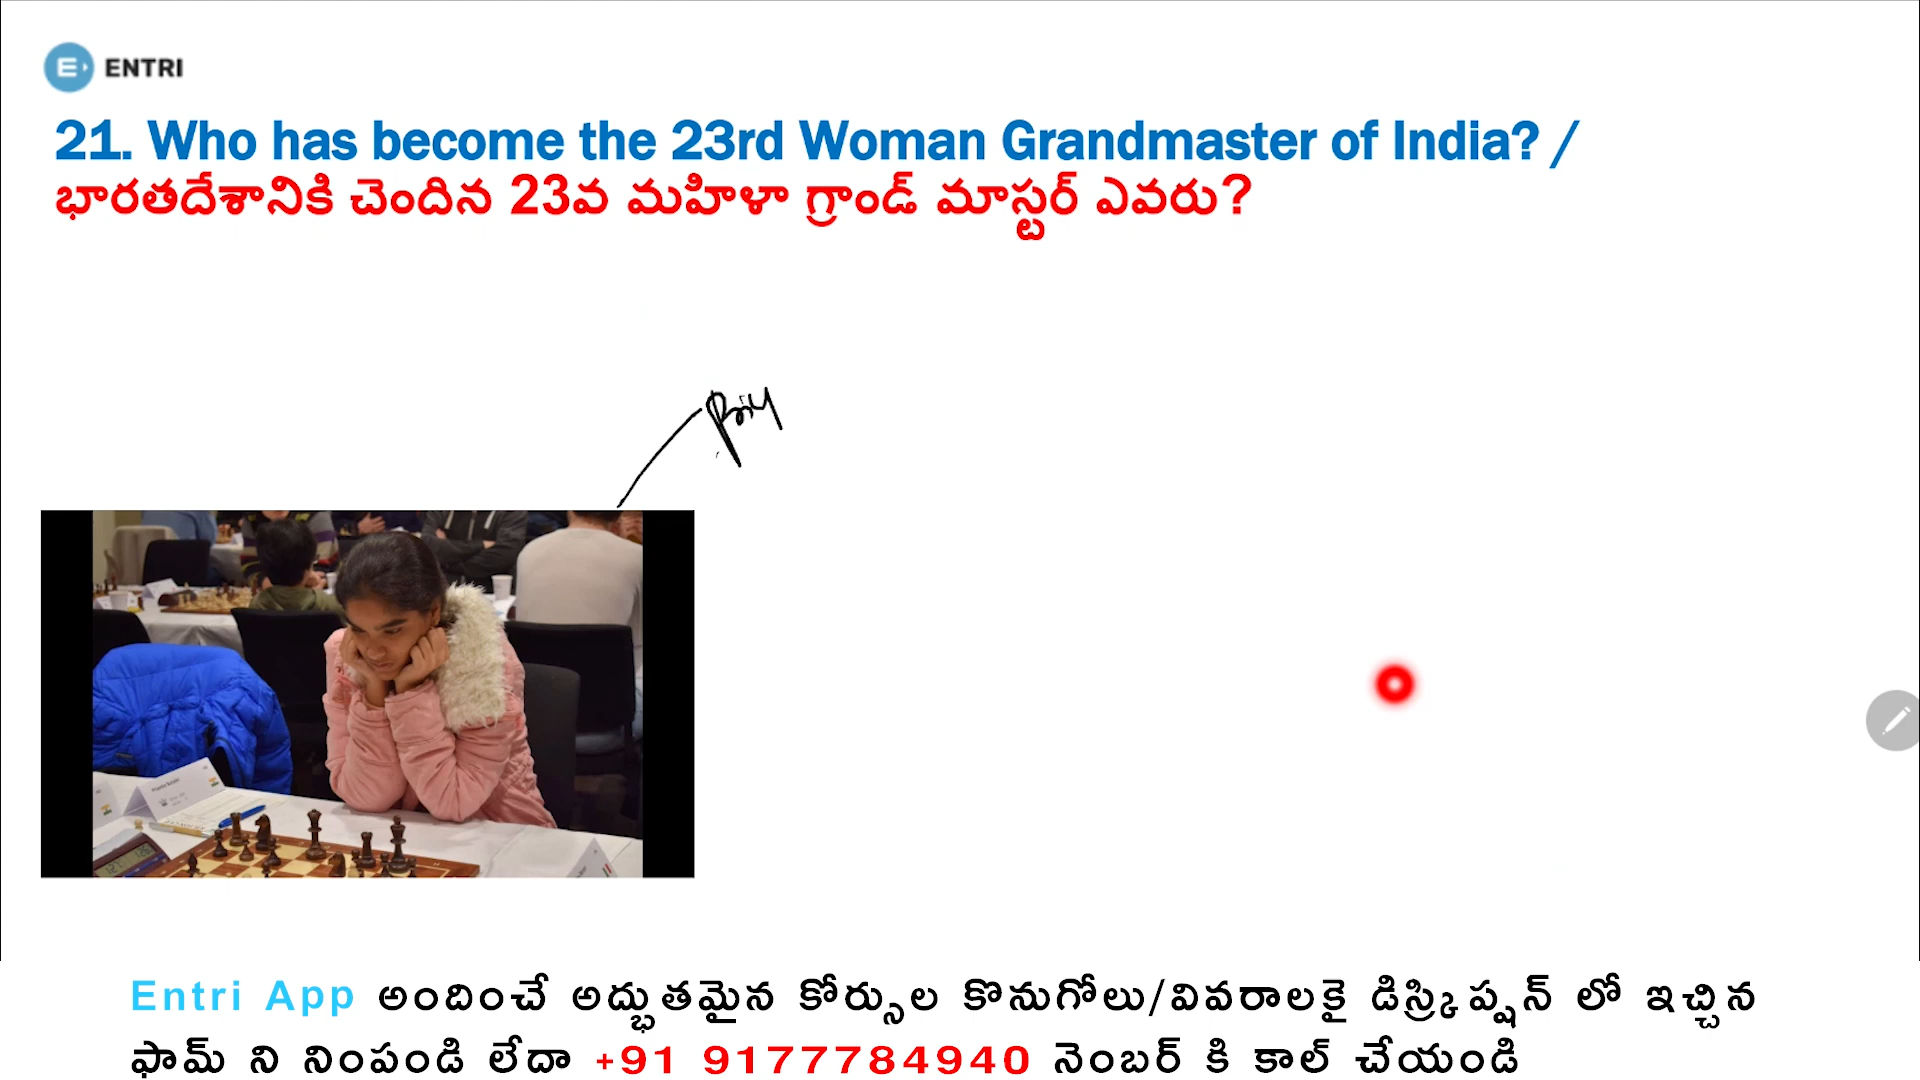 ENTRI
21. Who has become the 23rd Woman Grandmaster of India? /
భారతదేశానికి చెందిన 23వ మహిళా గ్రాండ్ మాస్టర్ ఎవరు?
Priy
Entri App అందించే అద్భుతమైన కోర్సుల కొనుగోలు/వివరాలకై డిస్క్రిప్షన్ లో ఇచ్చిన
ఫామ్ ని నింపండి లేదా +91 9177784940 నెంబర్ కి కాల్ చేయండి